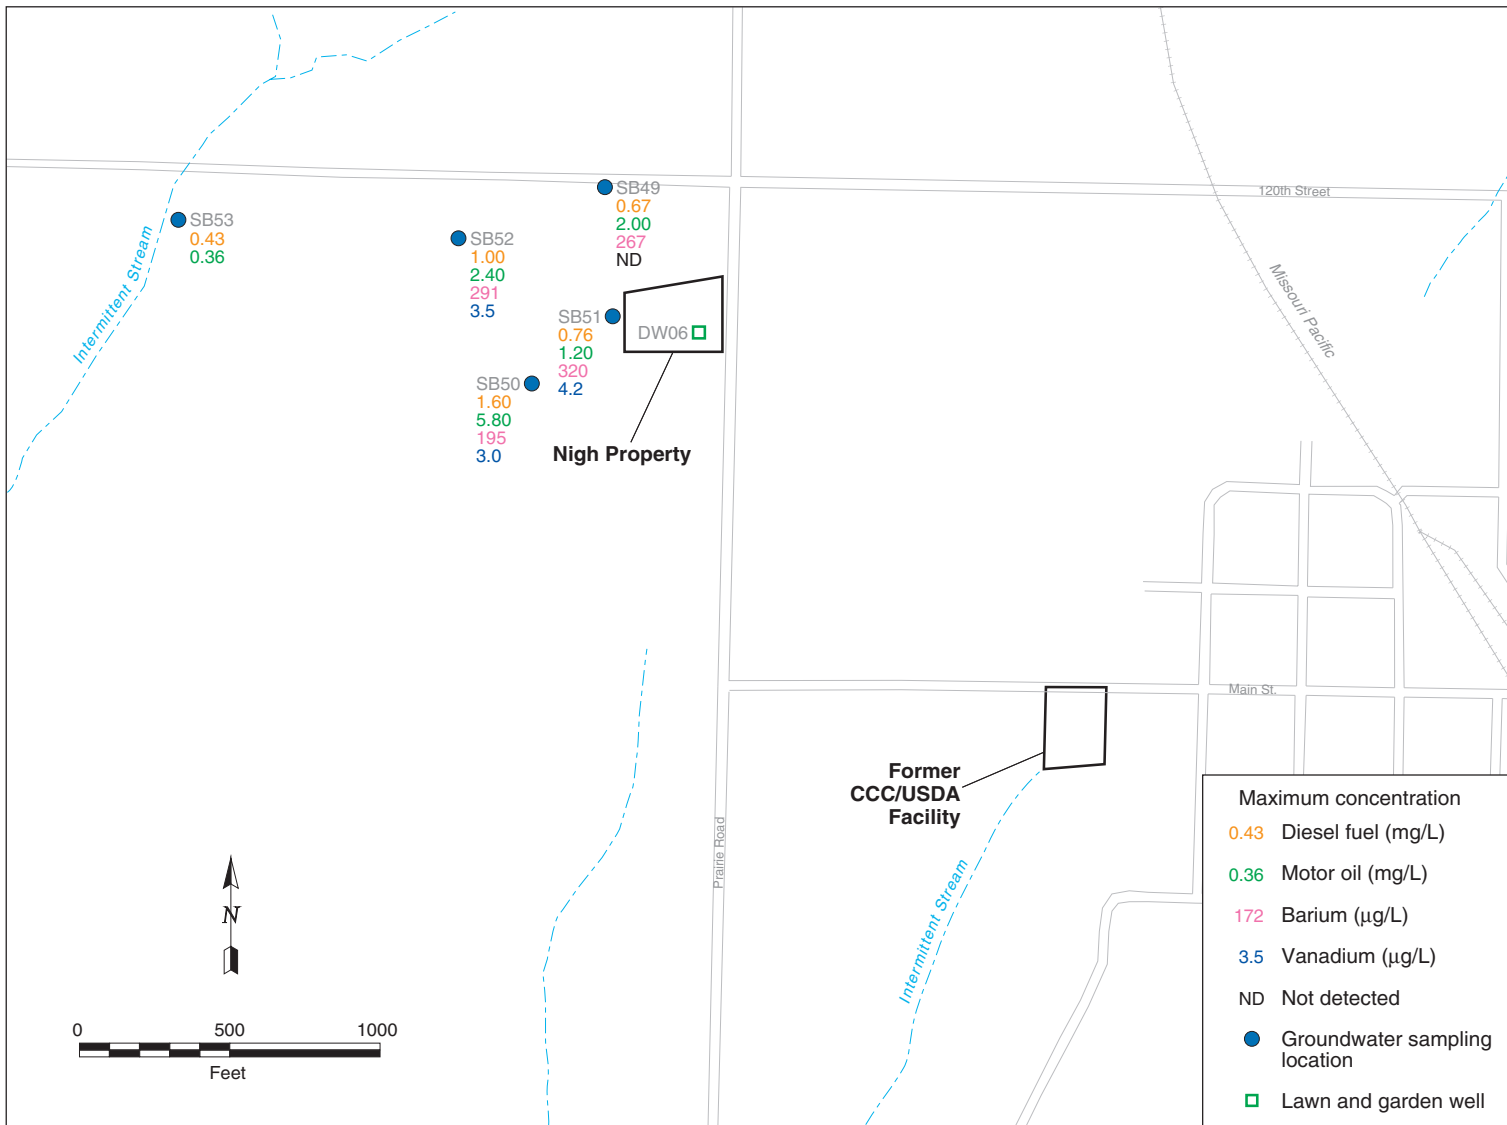 120th Street
SB49
0.67
2.00
267
ND
SB53
0.43
0.36
SB52
1.00
2.40
291
3.5
Intermittent Stream
Missouri Pacific
SB51
0.76
1.20
320
4.2
DW06
SB50
1.60
5.80
195
3.0
Nigh Property
Main St.
Former
CCC/USDA
Facility
Prairie Road
Intermittent Stream
N
0 500 1000
Feet
Maximum concentration
0.43 Diesel fuel (mg/L)
0.36 Motor oil (mg/L)
172 Barium (µg/L)
3.5 Vanadium (µg/L)
ND Not detected
Groundwater sampling
location
Lawn and garden well